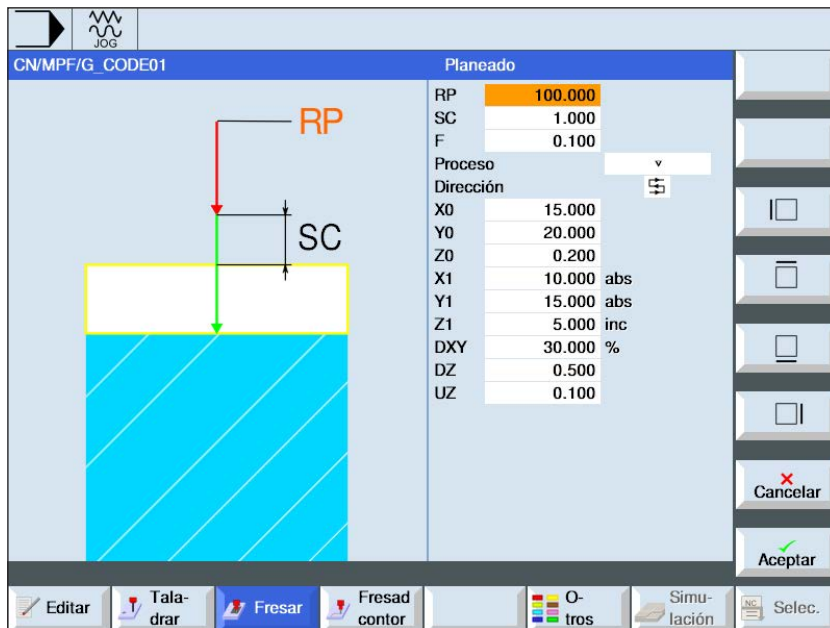 JOG
CN/MPF/G_CODE01
Planeado
RP
SC
RP 100.000
SC 1.000
F 0.100
Proceso ▿
Dirección
X0 15.000
Y0 20.000
Z0 0.200
X1 10.000 abs
Y1 15.000 abs
Z1 5.000 inc
DXY 30.000 %
DZ 0.500
UZ 0.100
Cancelar
Aceptar
Editar
Tala-
drar
Fresar
Fresad
contor
O-
tros
Simu-
lación
NC
Selec.